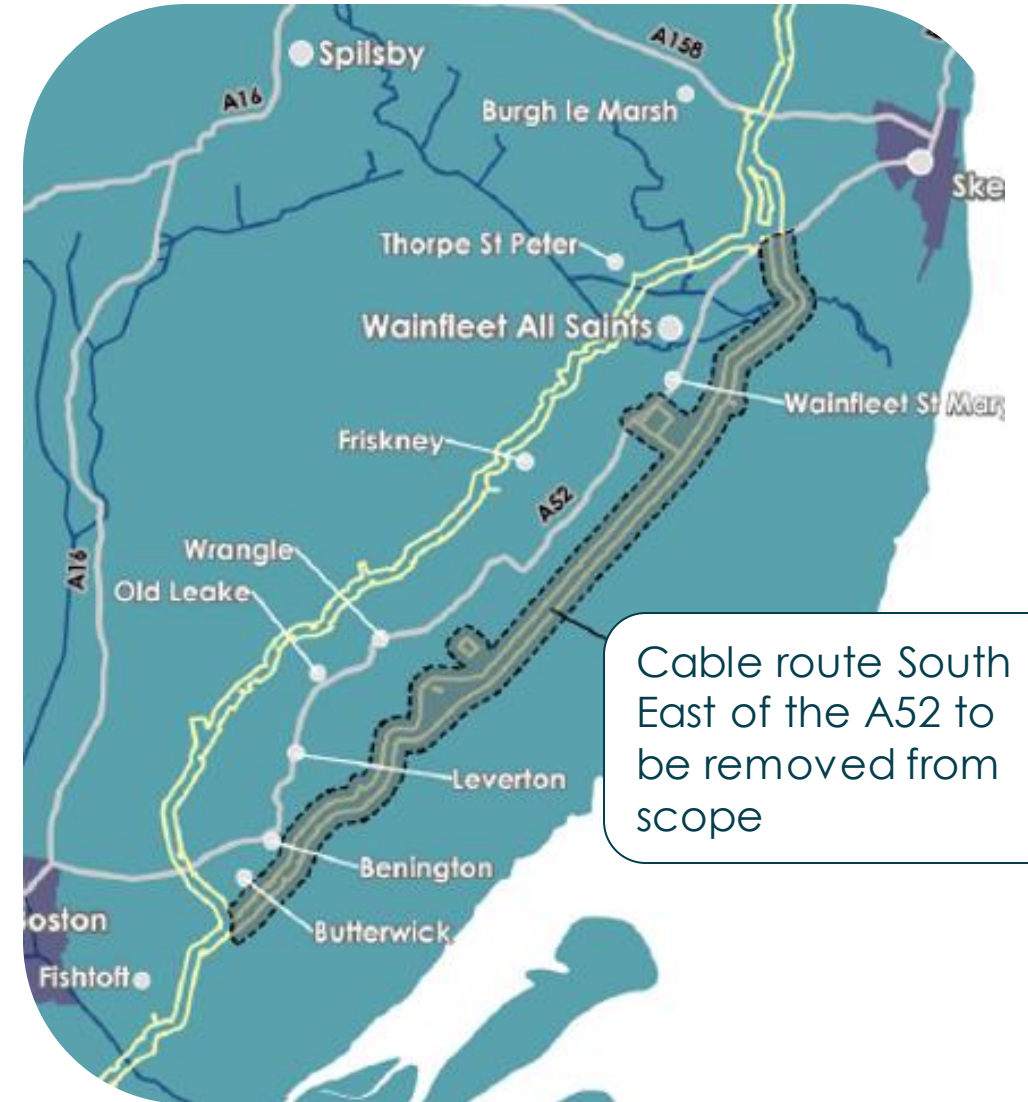 A158
Spilsby
A16
Burgh le Marsh
Ske
Thorpe St Peter
Wainfleet All Saints
Wainfleet St Mary
Friskney
A52
Wrangle
A16
Old Leake
Cable route South
East of the A52 to
be removed from
scope
Leverton
Benington
oston
Butterwick
Fishtoft